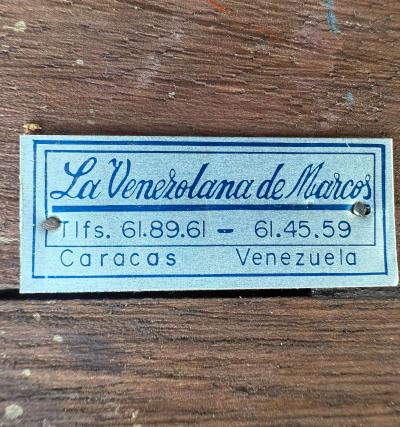 La Venezolana de Marcos
Tlfs. 61.89.61 - 61.45.59
Caracas Venezuela